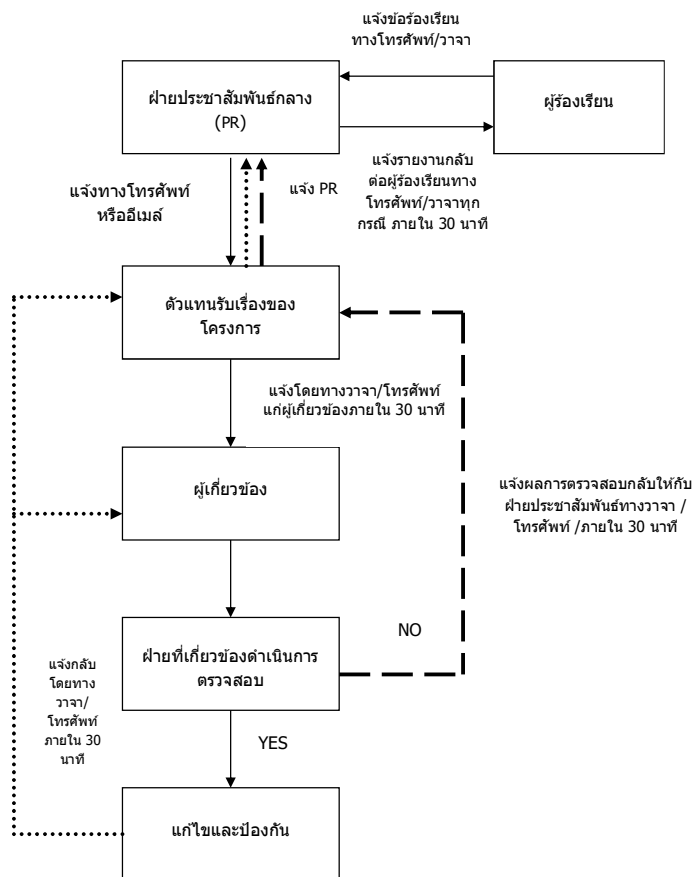 แจ้งข้อร้องเรียน
ทางโทรศัพท์/วาจา
ฝ่ายประชาสัมพันธ์กลาง
(PR)
ผู้ร้องเรียน
แจ้งรายงานกลับ
ต่อผู้ร้องเรียนทาง
โทรศัพท์/วาจาทุก
กรณี ภายใน 30 นาที
แจ้งทางโทรศัพท์
หรืออีเมล์
แจ้ง PR
ตัวแทนรับเรื่องของ
โครงการ
แจ้งโดยทางวาจา/โทรศัพท์
แก่ผู้เกี่ยวข้องภายใน 30 นาที
ผู้เกี่ยวข้อง
แจ้งผลการตรวจสอบกลับให้กับ
ฝ่ายประชาสัมพันธ์ทางวาจา /
โทรศัพท์ /ภายใน 30 นาที
ฝ่ายที่เกี่ยวข้องดำเนินการ
ตรวจสอบ
NO
แจ้งกลับ
โดยทาง
วาจา/
โทรศัพท์
ภายใน 30
นาที
YES
แก้ไขและป้องกัน